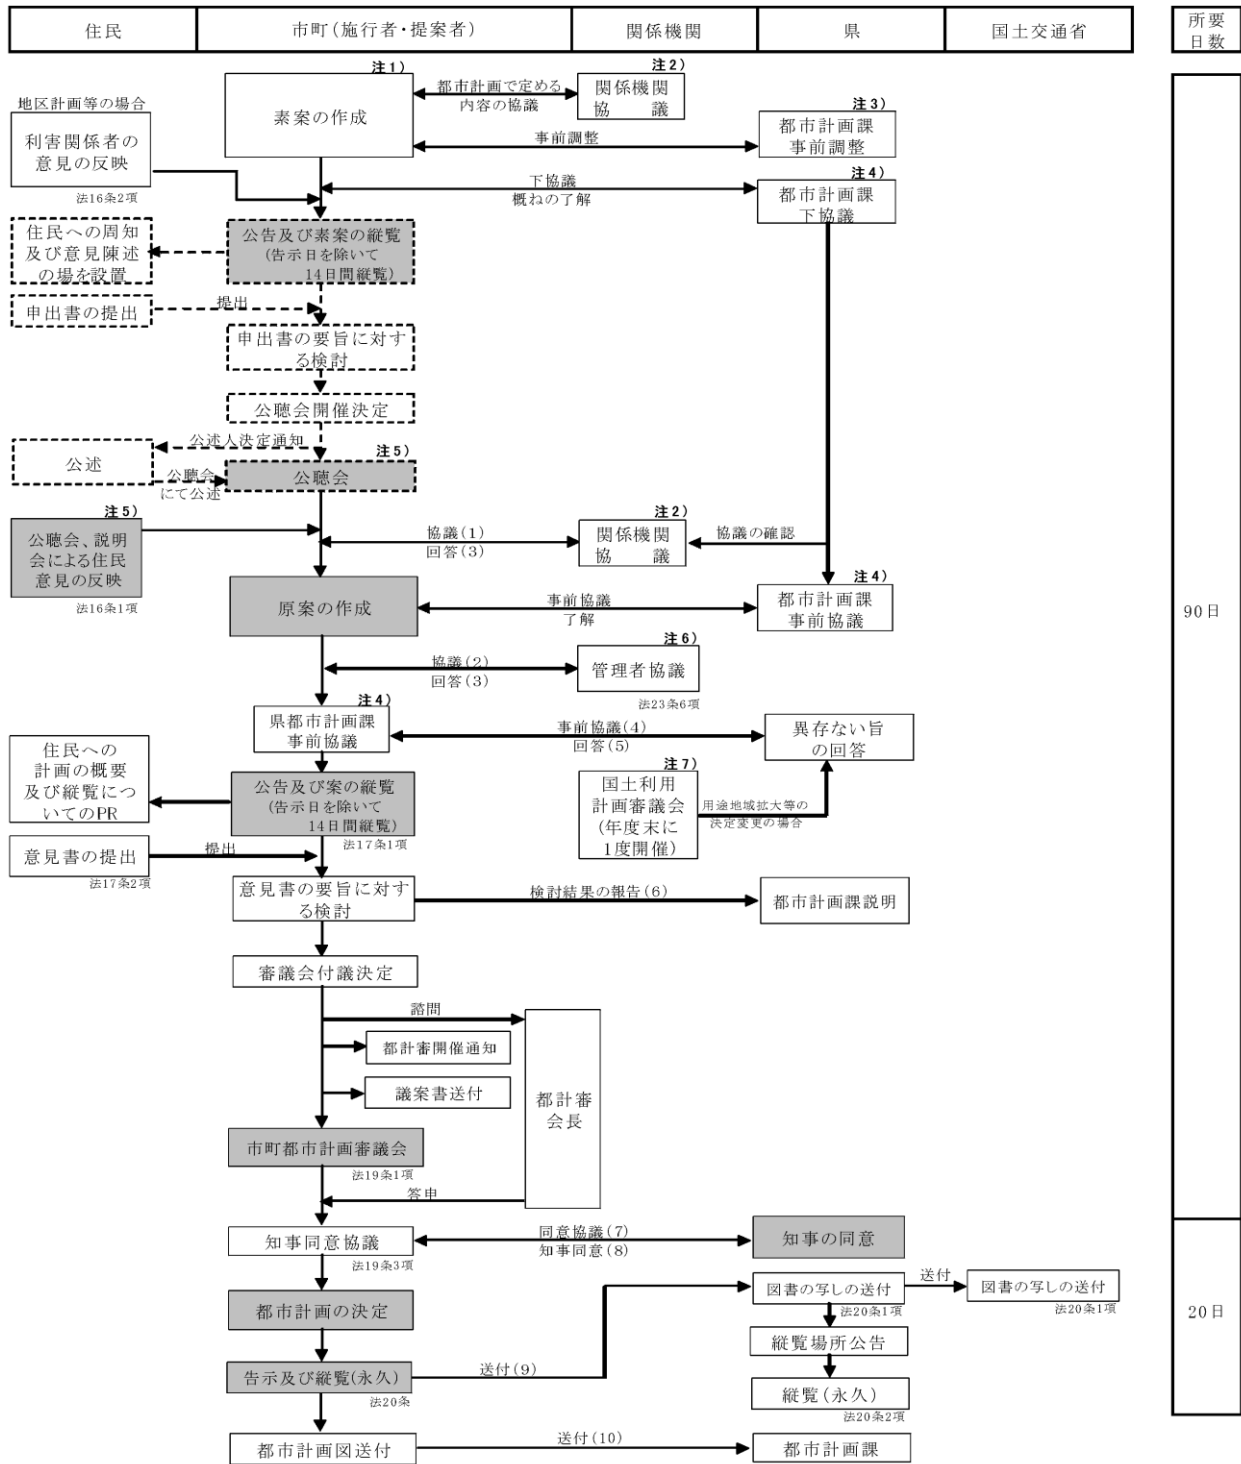 住民
市町(施行者・提案者)
関係機関
県
国土交通省
所要
日数
注1)
素案の作成
都市計画で定める
内容の協議
注2)
関係機関
協　議
地区計画等の場合
利害関係者の
意見の反映
法16条2項
事前調整
注3)
都市計画課
事前調整
下協議
概ねの了解
注4)
都市計画課
下協議
住民への周知
及び意見陳述
の場を設置
公告及び素案の縦覧
(告示日を除いて
14日間縦覧)
申出書の提出
提出
申出書の要旨に対す
る検討
公聴会開催決定
公述人決定通知
公述
公聴会
にて公述
注5)
公聴会
注5)
公聴会、説明
会による住民
意見の反映
法16条1項
協議(1)
回答(3)
注2)
関係機関
協　議
協議の確認
原案の作成
事前協議
了解
注4)
都市計画課
事前協議
90日
協議(2)
回答(3)
注6)
管理者協議
法23条6項
注4)
県都市計画課
事前協議
事前協議(4)
回答(5)
異存ない旨
の回答
住民への
計画の概要
及び縦覧につ
いてのPR
公告及び案の縦覧
(告示日を除いて
14日間縦覧)
法17条1項
注7)
国土利用
計画審議会
(年度末に
1度開催)
用途地域拡大等の
決定変更の場合
意見書の提出
法17条2項
提出
意見書の要旨に対す
る検討
検討結果の報告(6)
都市計画課説明
審議会付議決定
諮問
都計審開催通知
議案書送付
都計審
会長
市町都市計画審議会
法19条1項
答申
知事同意協議
法19条3項
同意協議(7)
知事同意(8)
知事の同意
都市計画の決定
図書の写しの送付
法20条1項
送付
図書の写しの送付
法20条1項
20日
縦覧場所公告
告示及び縦覧(永久)
法20条
送付(9)
縦覧(永久)
法20条2項
都市計画図送付
送付(10)
都市計画課